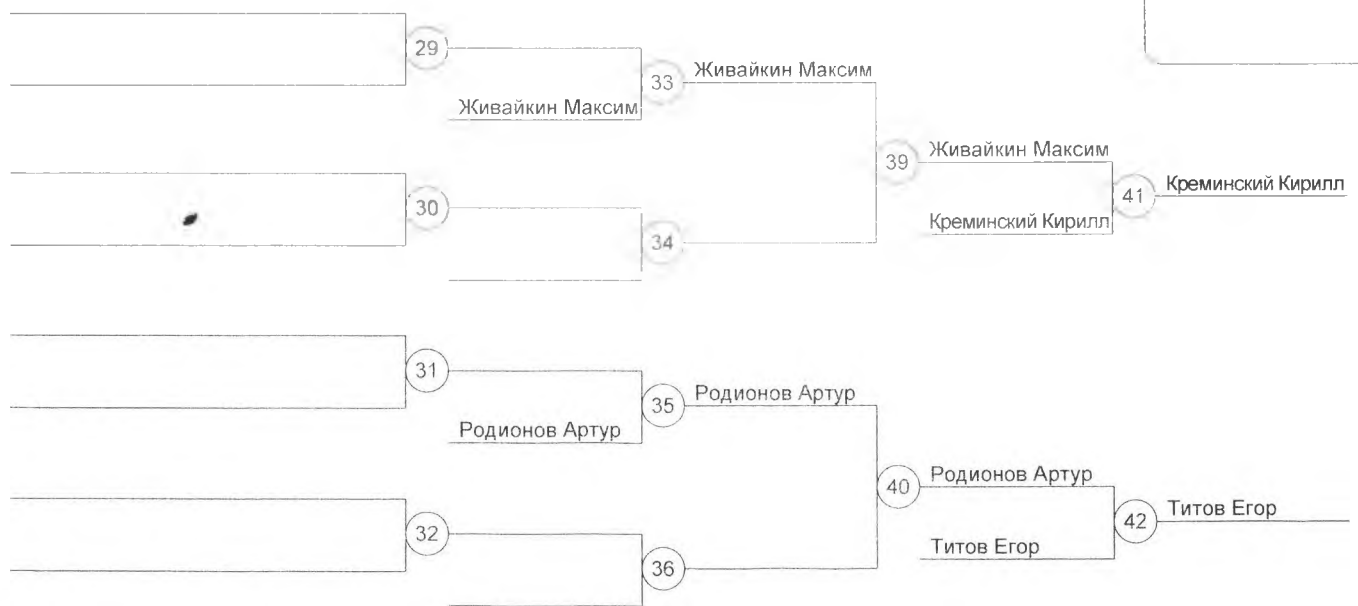 29
33
Живайкин Максим
Живайкин Максим
39
Живайкин Максим
41
Креминский Кирилл
30
34
Креминский Кирилл
31
35
Родионов Артур
Родионов Артур
40
Родионов Артур
42
Титов Егор
32
Титов Егор
36